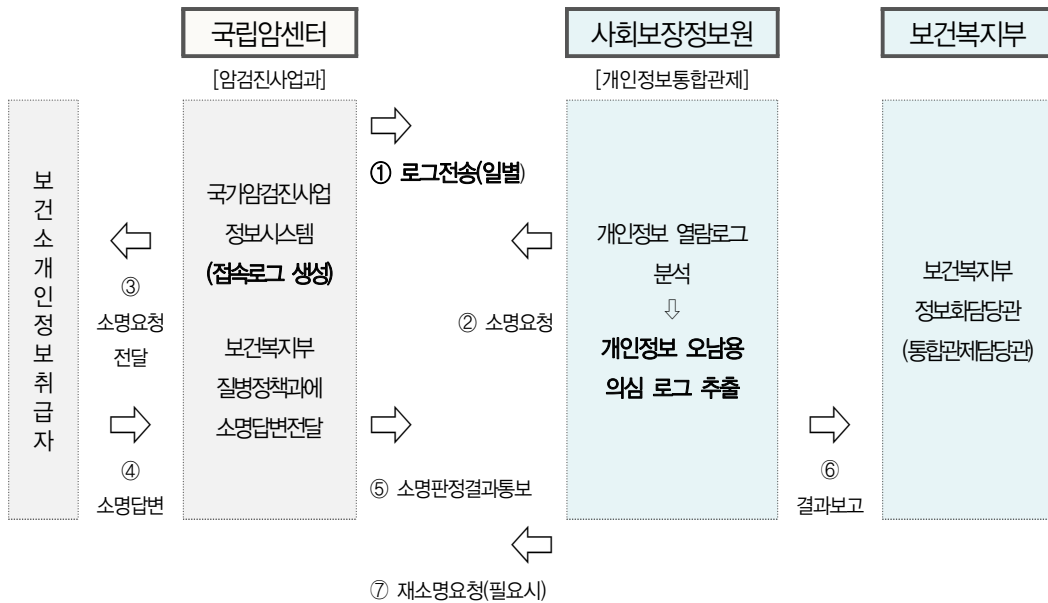 국립암센터
사회보장정보원
보건복지부
[암검진사업과]
[개인정보통합관제]
보건소개인정보취급자
국가암검진사업
정보시스템
(접속로그 생성)
보건복지부
질병정책과에
소명답변전달
① 로그전송(일별)
② 소명요청
③
소명요청
전달
④
소명답변
⑤ 소명판정결과통보
개인정보 열람로그
분석
⇩
개인정보 오남용
의심 로그 추출
⑥
결과보고
보건복지부
정보화담당관
(통합관제담당관)
⑦ 재소명요청(필요시)